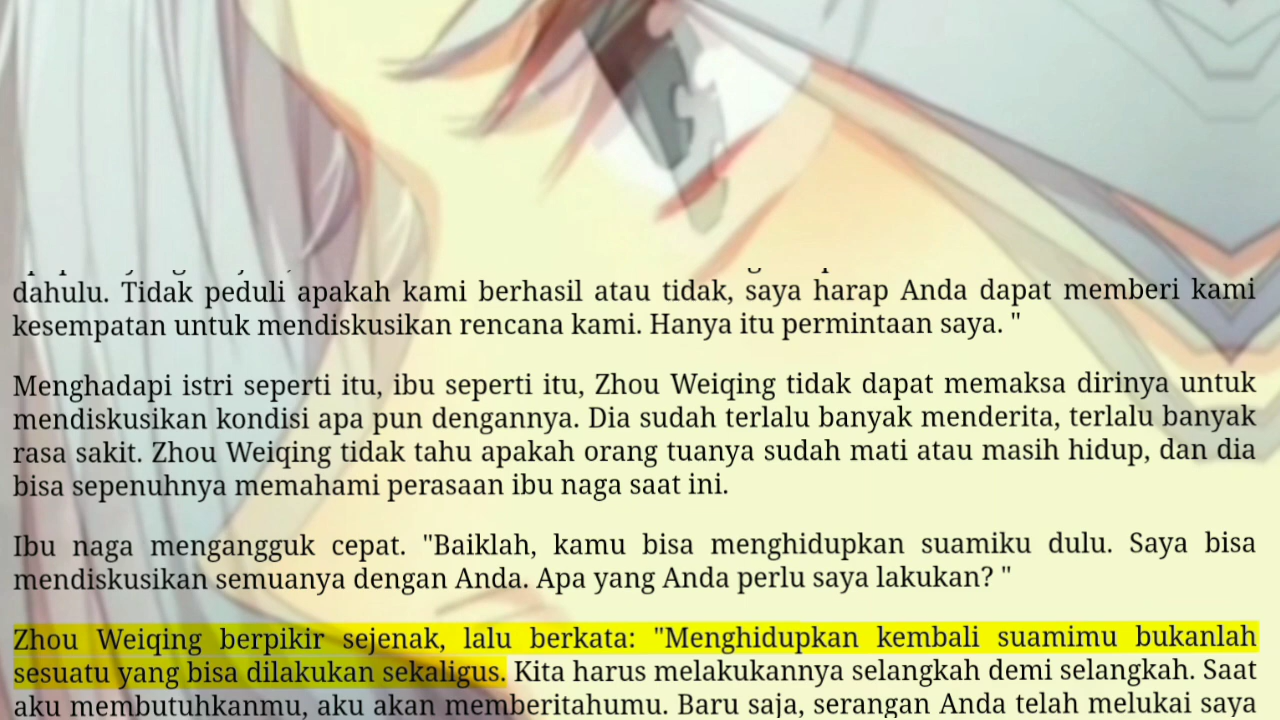 dahulu. Tidak peduli apakah kami berhasil atau tidak, saya harap Anda dapat memberi kami
kesempatan untuk mendiskusikan rencana kami. Hanya itu permintaan saya. "
Menghadapi istri seperti itu, ibu seperti itu, Zhou Weiqing tidak dapat memaksa dirinya untuk
mendiskusikan kondisi apa pun dengannya. Dia sudah terlalu banyak menderita, terlalu banyak
rasa sakit. Zhou Weiqing tidak tahu apakah orang tuanya sudah mati atau masih hidup, dan dia
bisa sepenuhnya memahami perasaan ibu naga saat ini.
Ibu naga mengangguk cepat. "Baiklah, kamu bisa menghidupkan suamiku dulu. Saya bisa
mendiskusikan semuanya dengan Anda. Apa yang Anda perlu saya lakukan? "
Zhou Weiqing berpikir sejenak, lalu berkata: "Menghidupkan kembali suamimu bukanlah
sesuatu yang bisa dilakukan sekaligus. Kita harus melakukannya selangkah demi selangkah. Saat
aku membutuhkanmu, aku akan memberitahumu. Baru saja, serangan Anda telah melukai saya